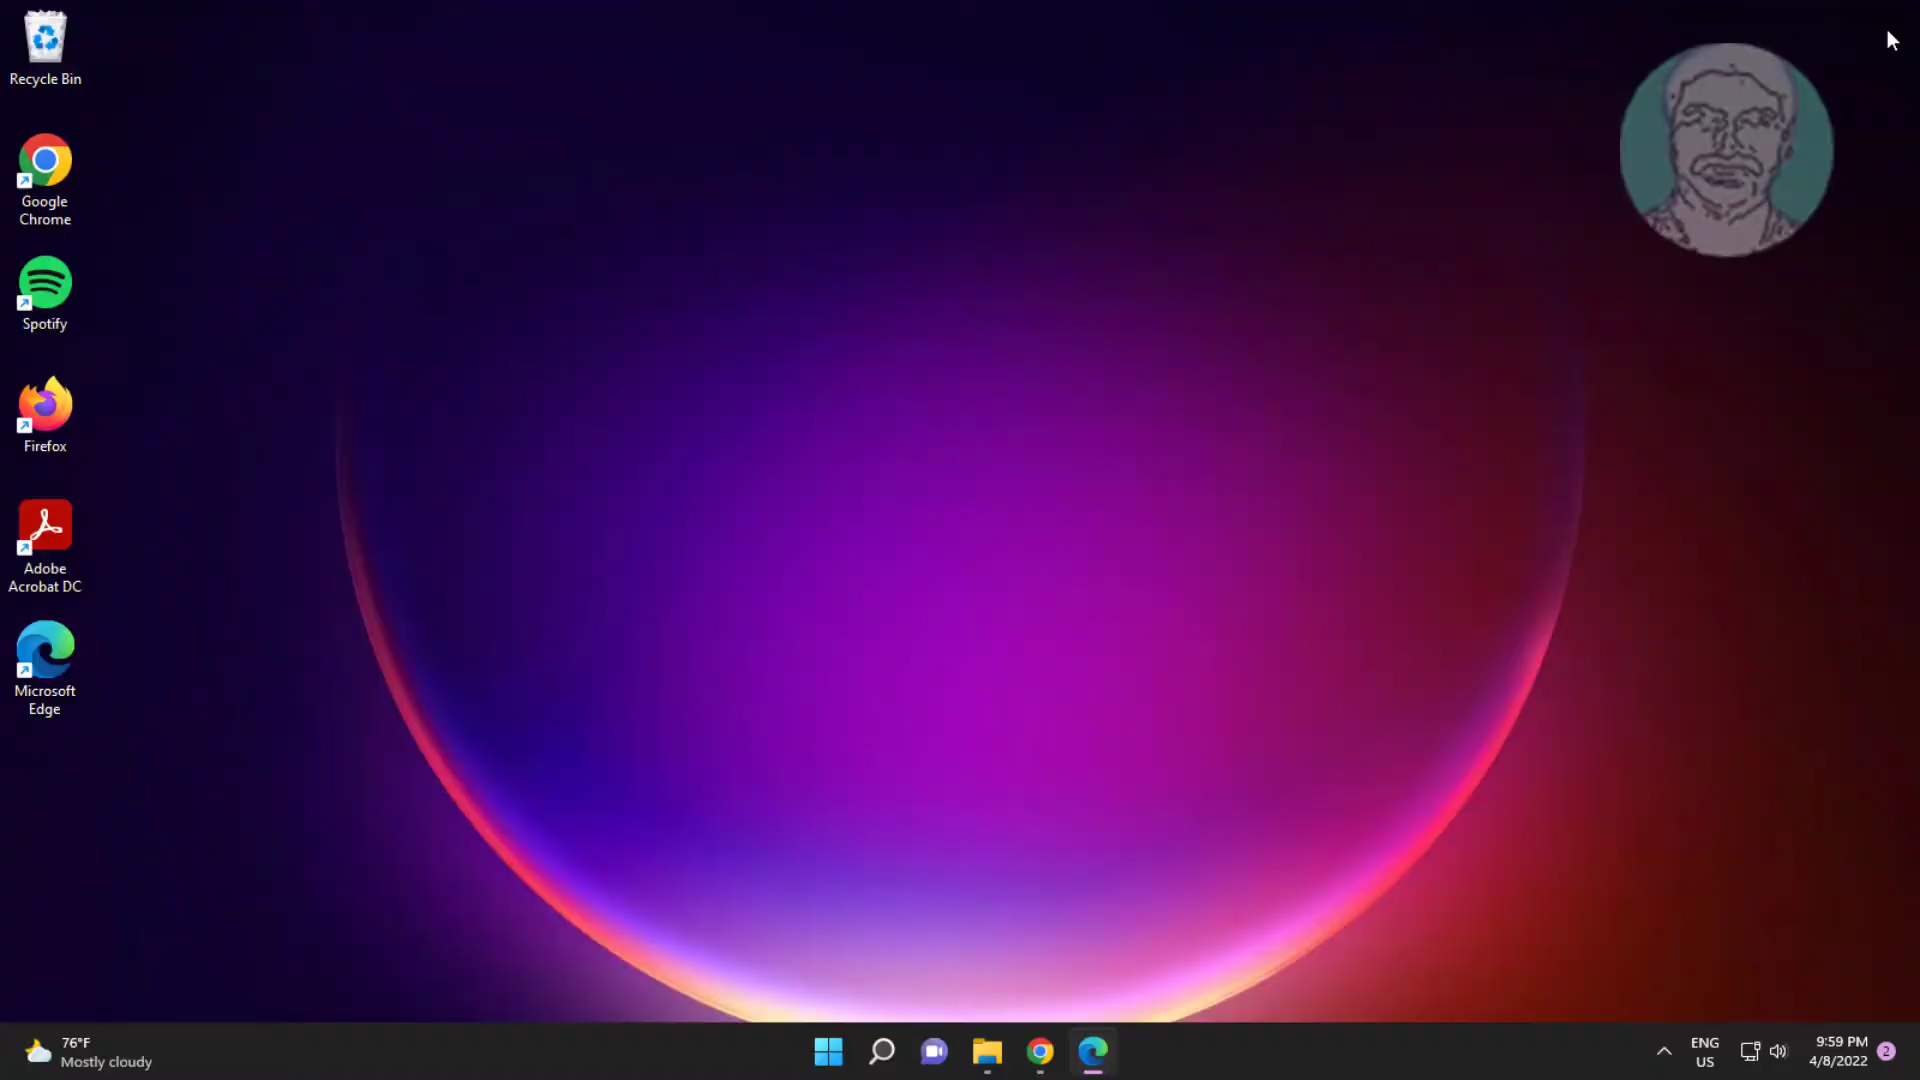 Recycle Bin
Google
Chrome
Spotify
Firefox
Adobe
Acrobat DC
Microsoft
Edge
76°F
Mostly cloudy
ENG
US
9:59 PM
4/8/2022
2